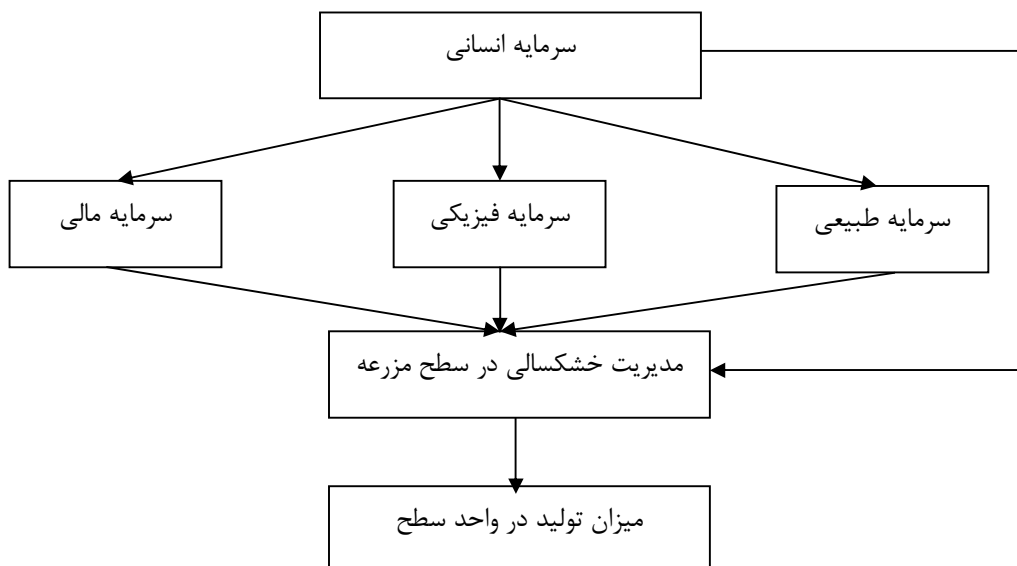 سرمایه انسانی
سرمایه طبیعی
سرمایه فیزیکی
سرمایه مالی
مدیریت خشکسالی در سطح مزرعه
میزان تولید در واحد سطح